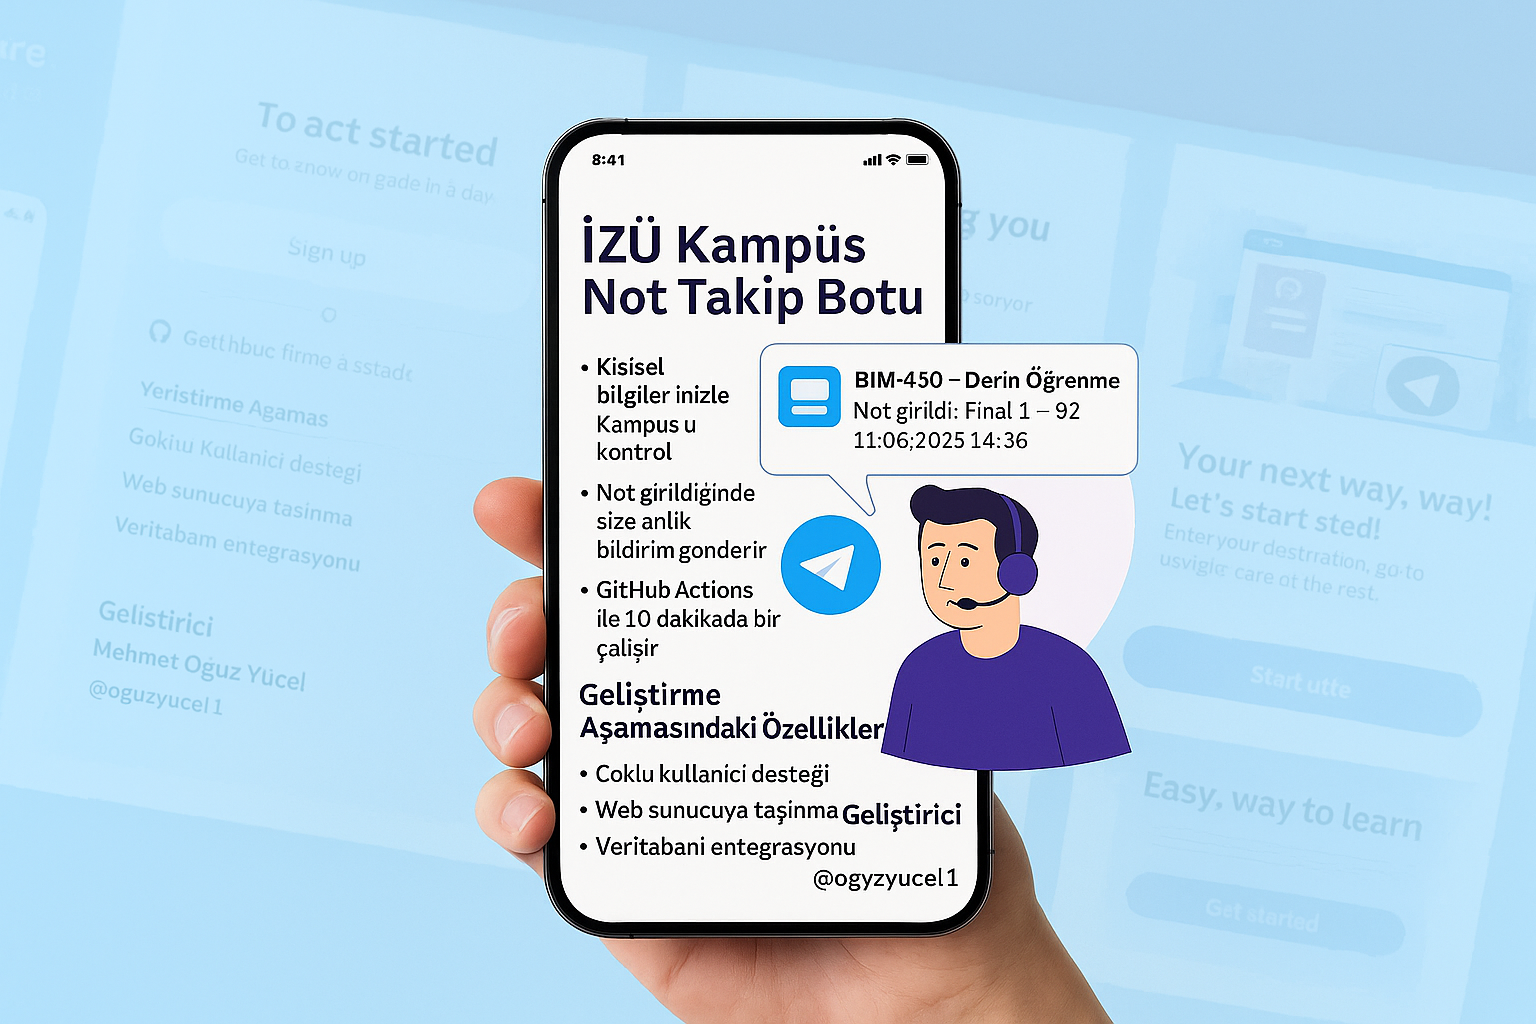 are
To act started
Get to know on gade in a day
Sign up
Getthbuc firme a sstadc
Yeristirme Agamas
Gokiu Kullanici destegi
Web sunucuya tasinma
Veritabam entegrasyonu
Gelistirici
Mehmet Oguz Yücel
@oguzyucel1
8:41
İZÜ Kampüs
Not Takip Botu
• Kisisel
bilgiler inizle
Kampus u
kontrol
• Not girildiğinde
size anlik
bildirim gonderir
• GitHub Actions
ile 10 dakikada bir
çalişir
BIM-450 – Derin Öğrenme
Not girildi: Final 1 – 92
11:06;2025 14:36
Geliştirme
Aşamasındaki Özellikler
• Coklu kullanici desteği
• Web sunucuya taşinma
• Veritabani entegrasyonu
Geliştirici
@ogyzyucel1
g you
sorvor
Your next way, way!
Let's start sted!
Enter your destrration, go to
usvigic care at the rest.
Start utte
Easy, way to learn
Get started